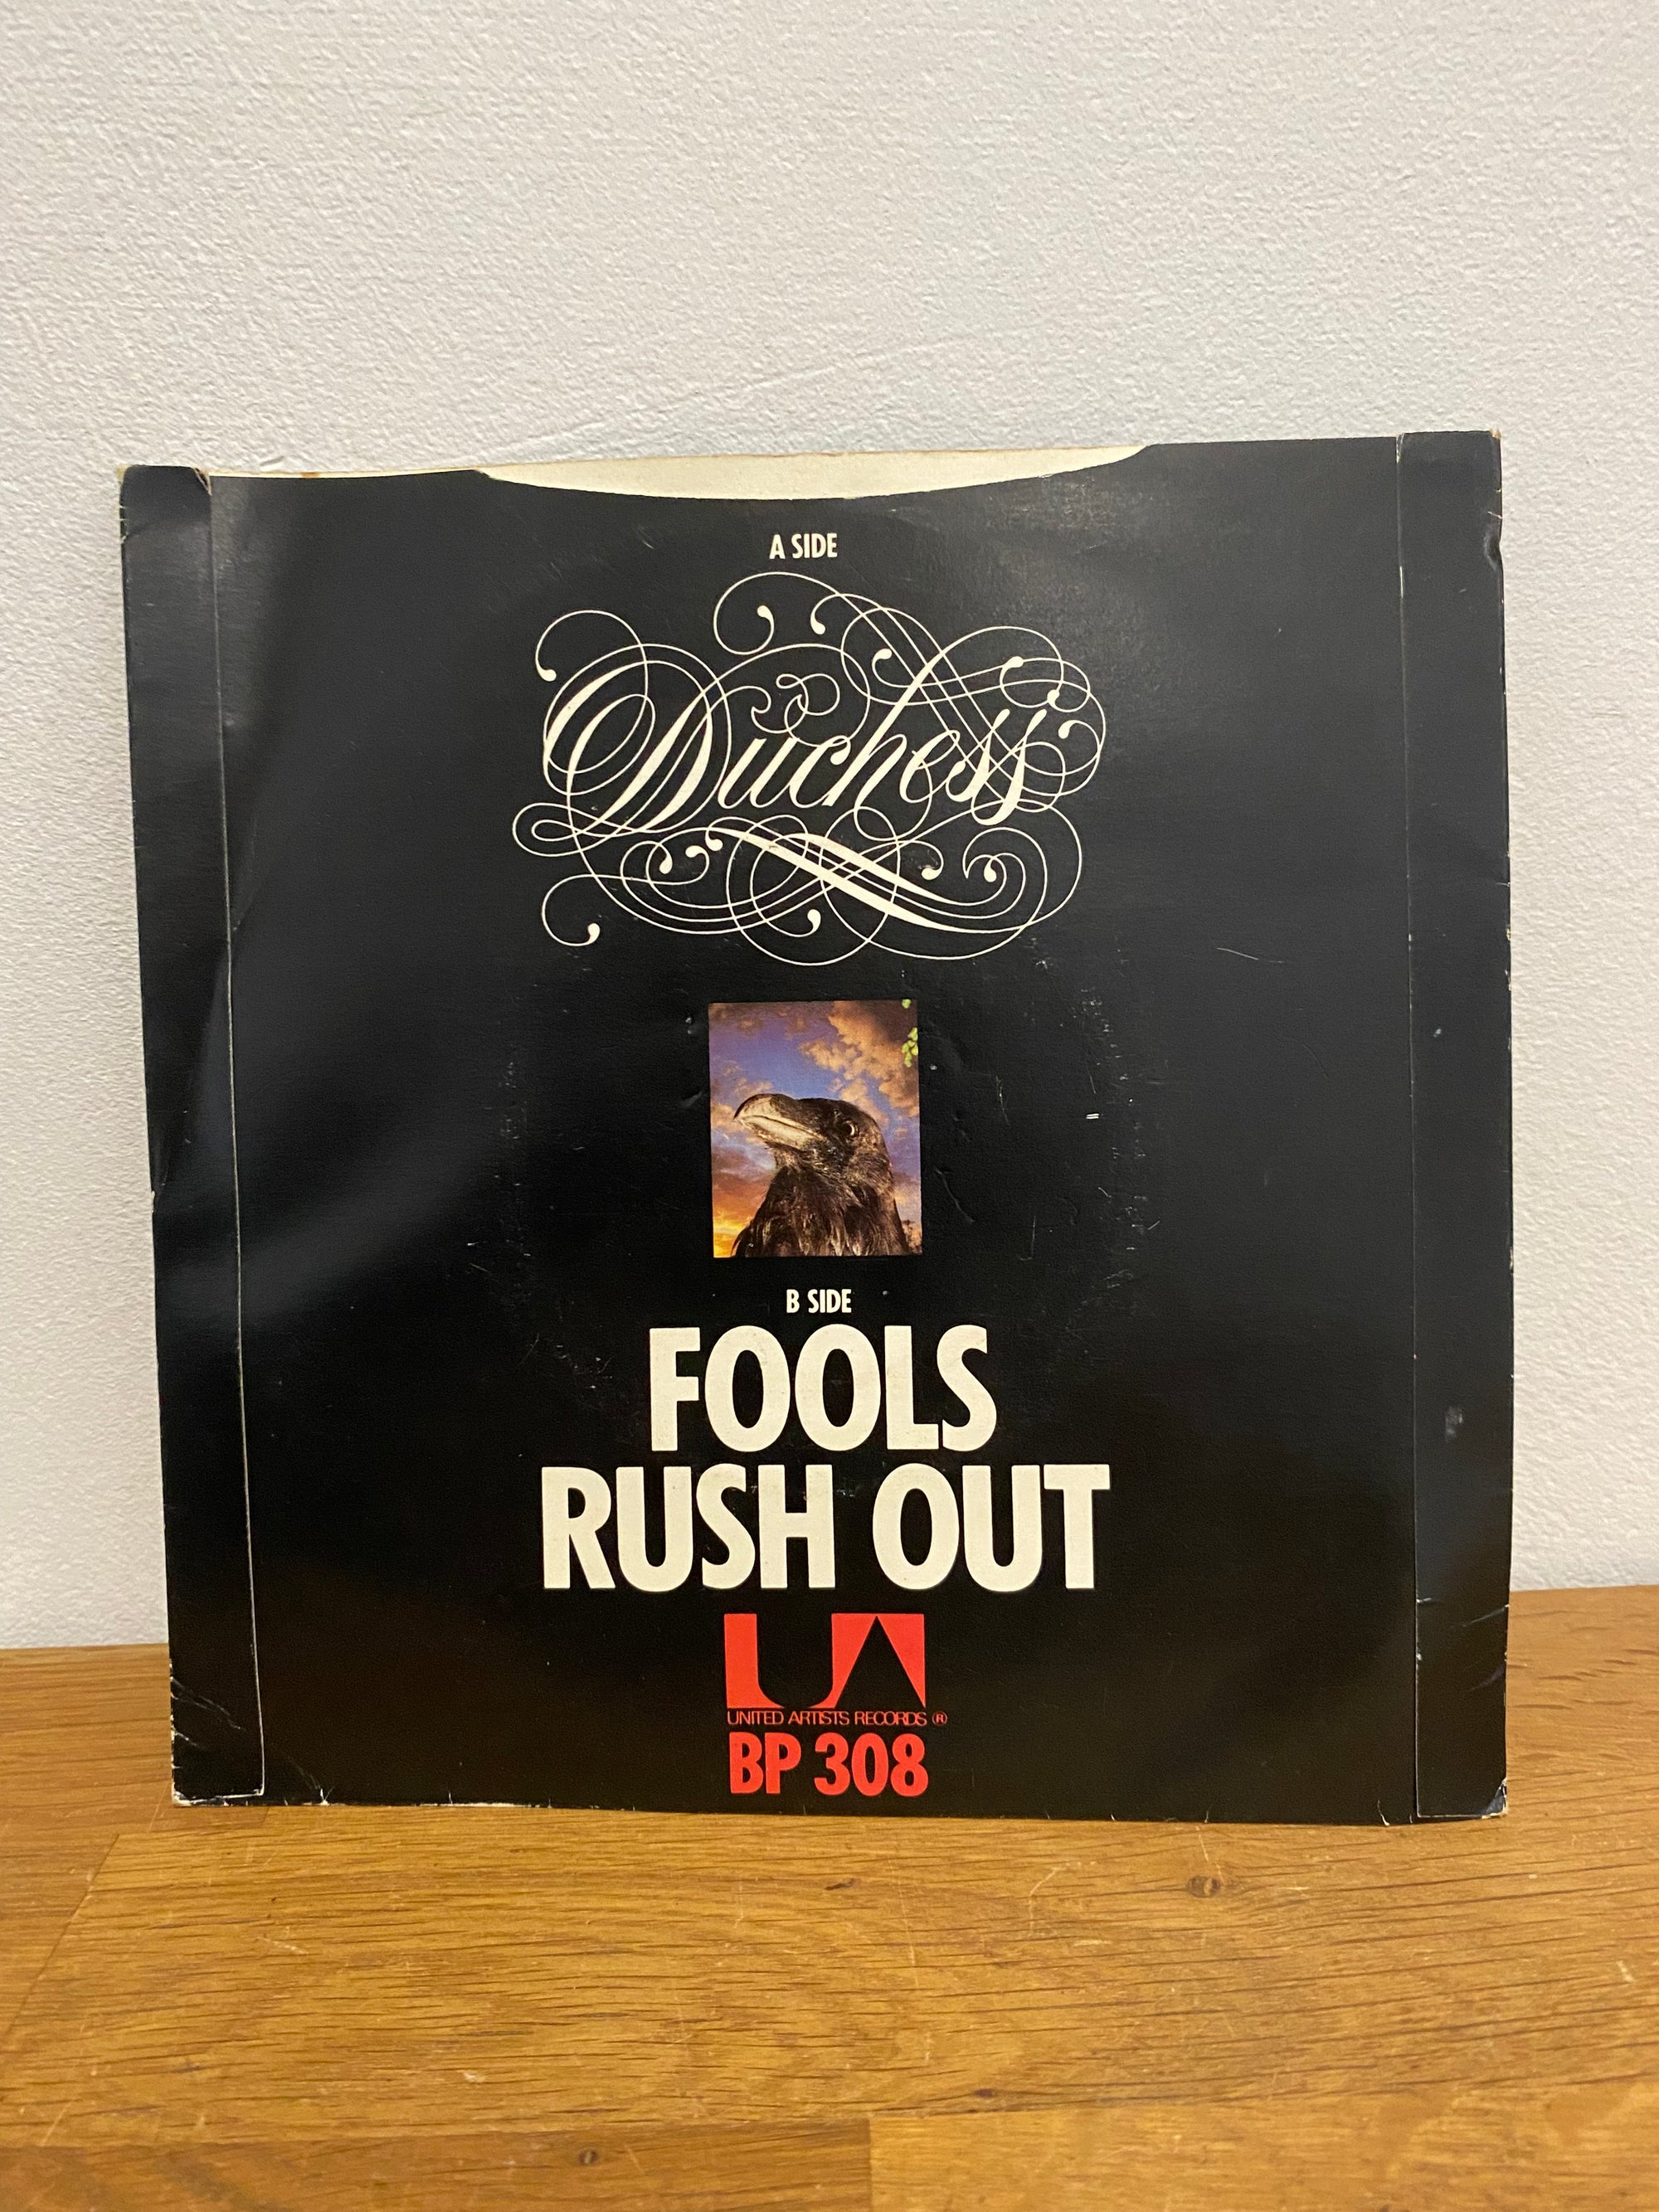 A SIDE
Duchess
B SIDE
FOOLS
RUSH OUT
UA
UNITED ARTISTS RECORDS ®
BP 308